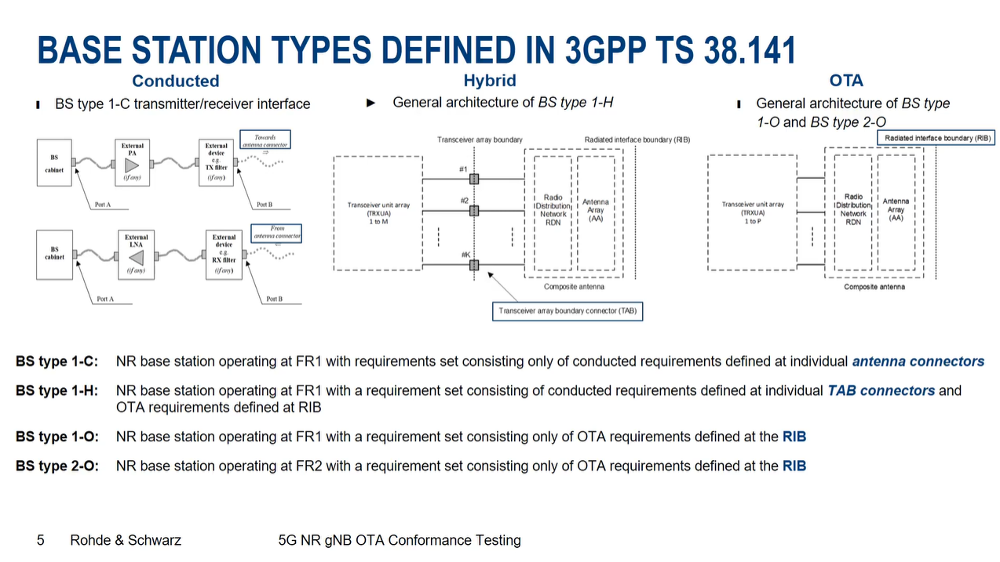 BASE STATION TYPES DEFINED IN 3GPP TS 38.141
Conducted
BS type 1-C transmitter/receiver interface
BS
cabinet
External
PA
(if any)
External
device
e.g.
TX filter
(if any)
Towards
antenna connector
Port A
Port B
BS
cabinet
External
LNA
(if any)
External
device
e.g.
RX filter
(if any)
From
antenna connector
Port A
Port B
Hybrid
General architecture of BS type 1-H
Transceiver array boundary
Radiated interface boundary (RIB)
#1
#2
#K
Transceiver unit array
(TRXUA)
1 to M
Radio
Distribution
Network
RDN
Antenna
Array
(AA)
Composite antenna
Transceiver array boundary connector (TAB)
OTA
General architecture of BS type
1-O and BS type 2-O
Radiated interface boundary (RIB)
Transceiver unit array
(TRXUA)
1 to P
Radio
Distribution
Network
RDN
Antenna
Array
(AA)
Composite antenna
BS type 1-C: NR base station operating at FR1 with requirements set consisting only of conducted requirements defined at individual antenna connectors
BS type 1-H: NR base station operating at FR1 with a requirement set consisting of conducted requirements defined at individual TAB connectors and
OTA requirements defined at RIB
BS type 1-O: NR base station operating at FR1 with a requirement set consisting only of OTA requirements defined at the RIB
BS type 2-O: NR base station operating at FR2 with a requirement set consisting only of OTA requirements defined at the RIB
5 Rohde & Schwarz 5G NR gNB OTA Conformance Testing